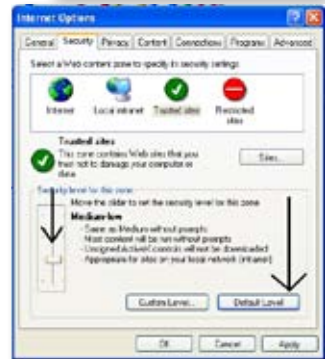 Internet Options
General Security Privacy Content Connections Programs Advanced
Select a Web content zone to specify its security settings
Internet Local intranet Trusted sites Restricted sites
Trusted sites
This zone contains Web sites that you
trust not to damage your computer or
data.
Sites...
Security level for this zone
Move the slider to set the security level for this zone
Medium-low
- Same as Medium without prompts
- Most content will be run without prompts
- Unsigned ActiveX controls will not be downloaded
- Appropriate for sites on your local network (intranet)
Custom Level... Default Level
OK Cancel Apply